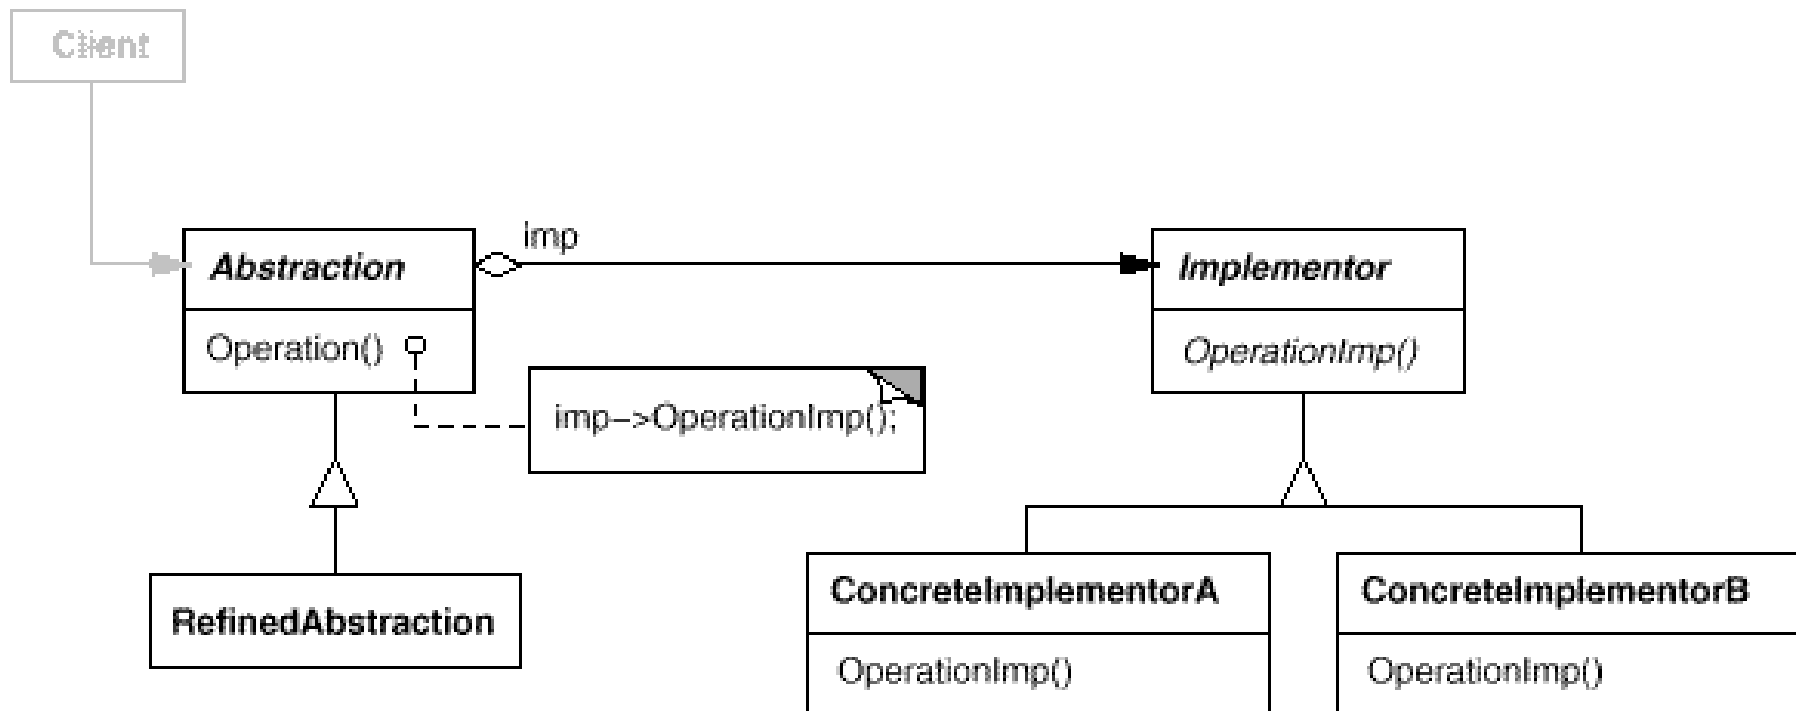 Client
imp
Abstraction
Implementor
Operation()
OperationImp()
imp–>OperationImp();
ConcreteImplementorA
ConcreteImplementorB
RefinedAbstraction
OperationImp()
OperationImp()